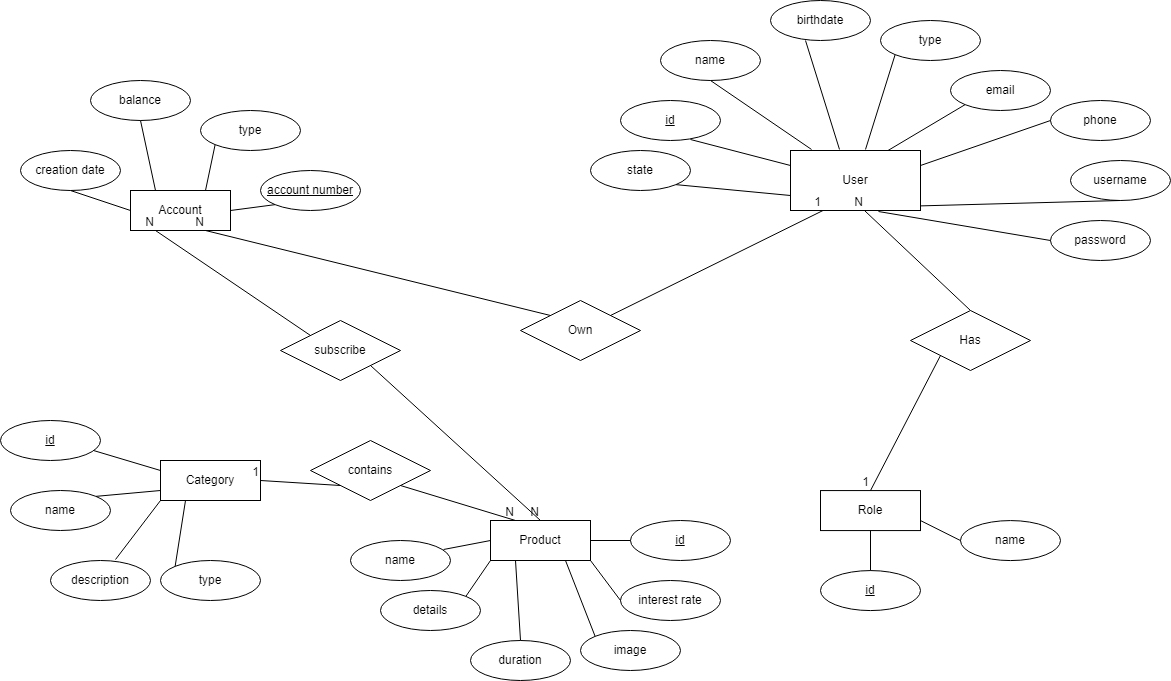 birthdate
type
name
email
balance
id
phone
type
state
User
username
creation date
account number
1
N
Account
N
N
password
Own
Has
subscribe
id
contains
Category
1
1
name
N
N
Role
Product
id
name
name
description
type
details
interest rate
id
duration
image